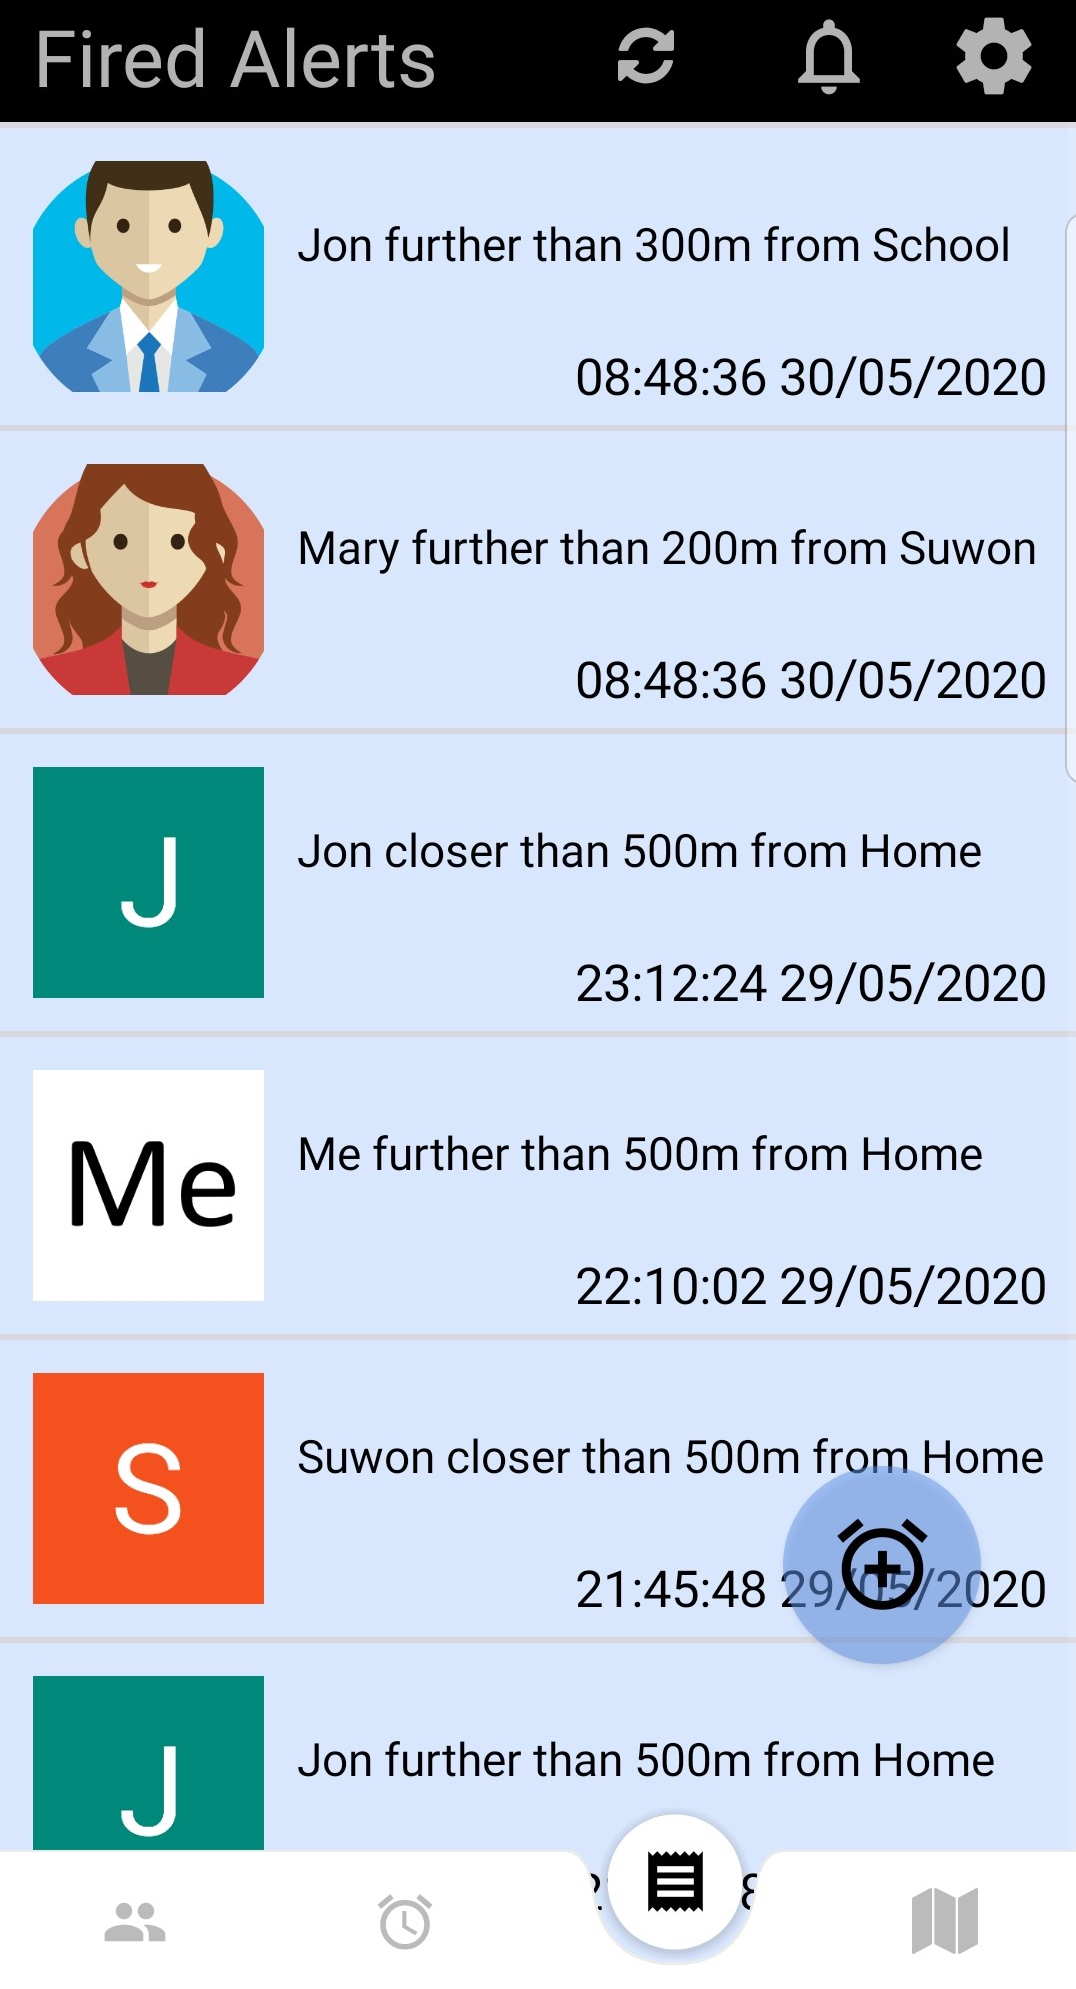 Fired Alerts
Jon further than 300m from School
08:48:36 30/05/2020
Mary further than 200m from Suwon
08:48:36 30/05/2020
J
Jon closer than 500m from Home
23:12:24 29/05/2020
Me
Me further than 500m from Home
22:10:02 29/05/2020
S
Suwon closer than 500m from Home
21:45:48 29/05/2020
J
Jon further than 500m from Home